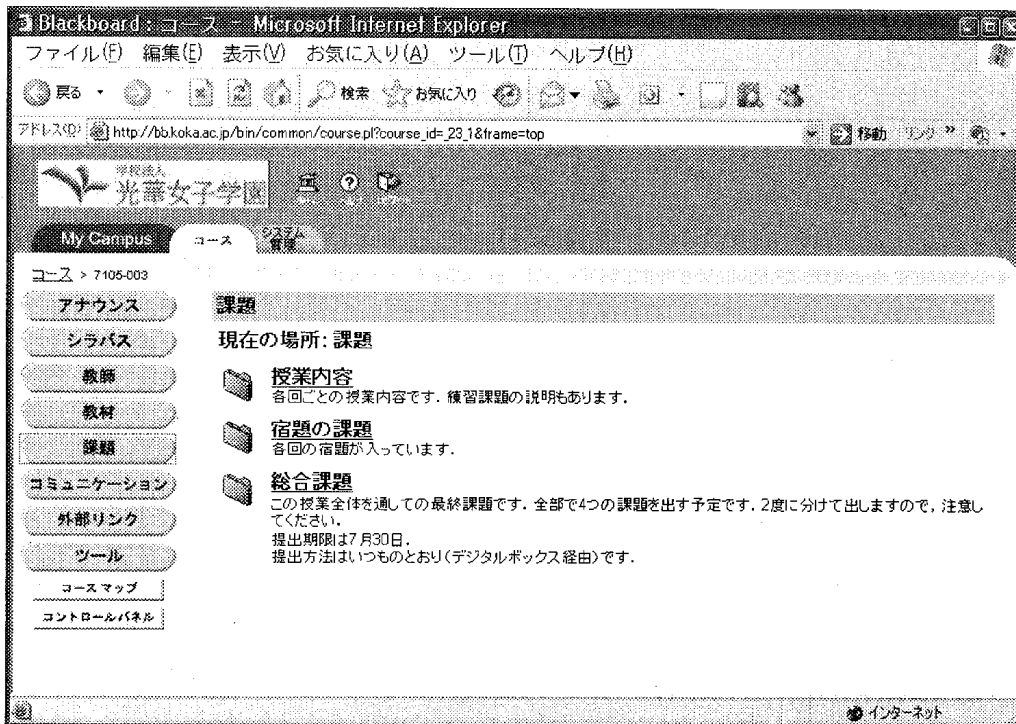 Blackboard : コース - Microsoft Internet Explorer
ファイル(F) 編集(E) 表示(V) お気に入り(A) ツール(T) ヘルプ(H)
戻る 検索 お気に入り
アドレス(D) http://bb.koka.ac.jp/bin/common/course.pl?course_id=_23_1&frame=top 移動 リンク »
学校法人
光華女子学園
My Campus コース システム管理
コース > 7105-003
アナウンス
シラバス
教師
教材
課題
コミュニケーション
外部リンク
ツール
コース マップ
コントロールパネル
課題
現在の場所: 課題
授業内容
各回ごとの授業内容です. 練習課題の説明もあります.
宿題の課題
各回の宿題が入っています.
総合課題
この授業全体を通しての最終課題です. 全部で4つの課題を出す予定です. 2度に分けて出しますので, 注意し
てください.
提出期限は7月30日.
提出方法はいつものとおり(デジタルボックス経由)です.
インターネット